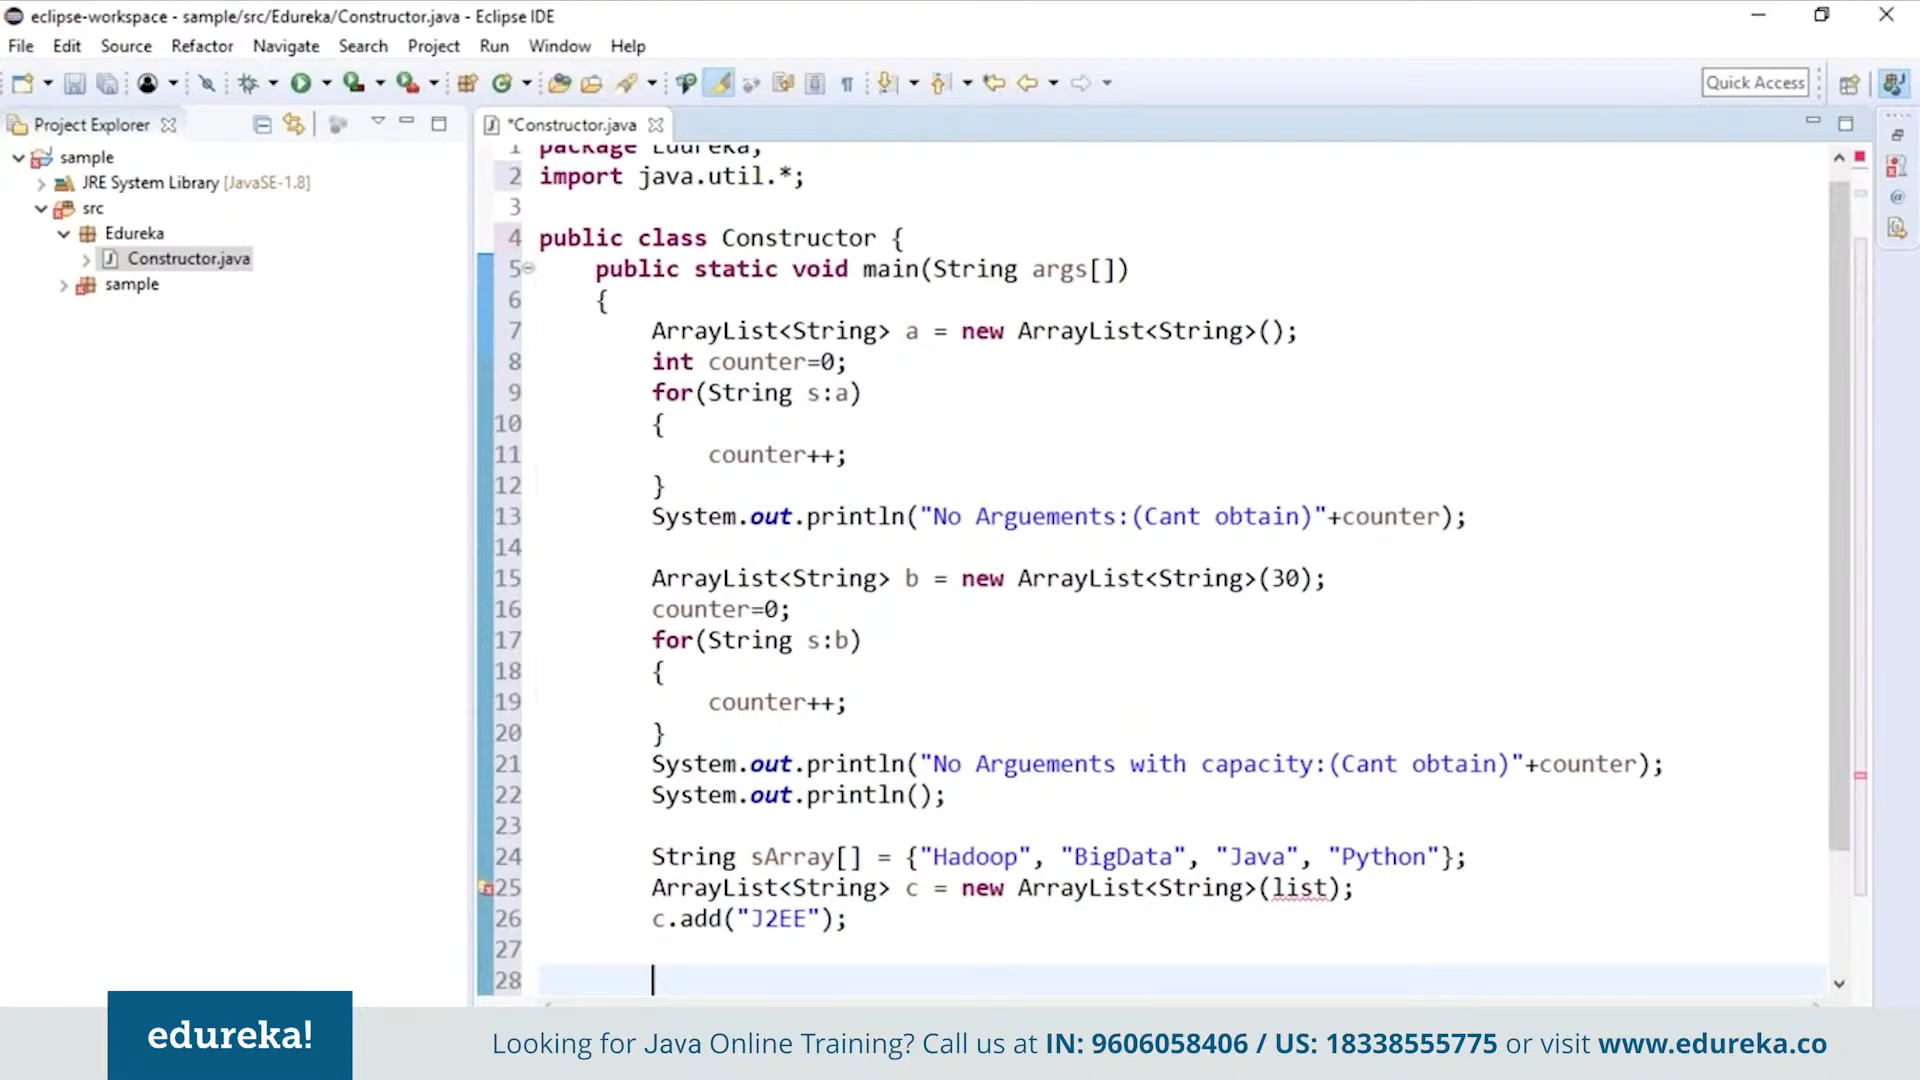 eclipse-workspace - sample/src/Edureka/Constructor.java - Eclipse IDE
File Edit Source Refactor Navigate Search Project Run Window Help
Quick Access
Project Explorer
*Constructor.java
sample
JRE System Library [JavaSE-1.8]
src
Edureka
Constructor.java
sample
1 package Edureka;
2 import java.util.*;
3
4 public class Constructor {
5 public static void main(String args[])
6 {
7 ArrayList<String> a = new ArrayList<String>();
8 int counter=0;
9 for(String s:a)
10 {
11 counter++;
12 }
13 System.out.println("No Arguements:(Cant obtain)"+counter);
14
15 ArrayList<String> b = new ArrayList<String>(30);
16 counter=0;
17 for(String s:b)
18 {
19 counter++;
20 }
21 System.out.println("No Arguements with capacity:(Cant obtain)"+counter);
22 System.out.println();
23
24 String sArray[] = {"Hadoop", "BigData", "Java", "Python"};
25 ArrayList<String> c = new ArrayList<String>(list);
26 c.add("J2EE");
27
28
edureka!
Looking for Java Online Training? Call us at IN: 9606058406 / US: 18338555775 or visit www.edureka.co